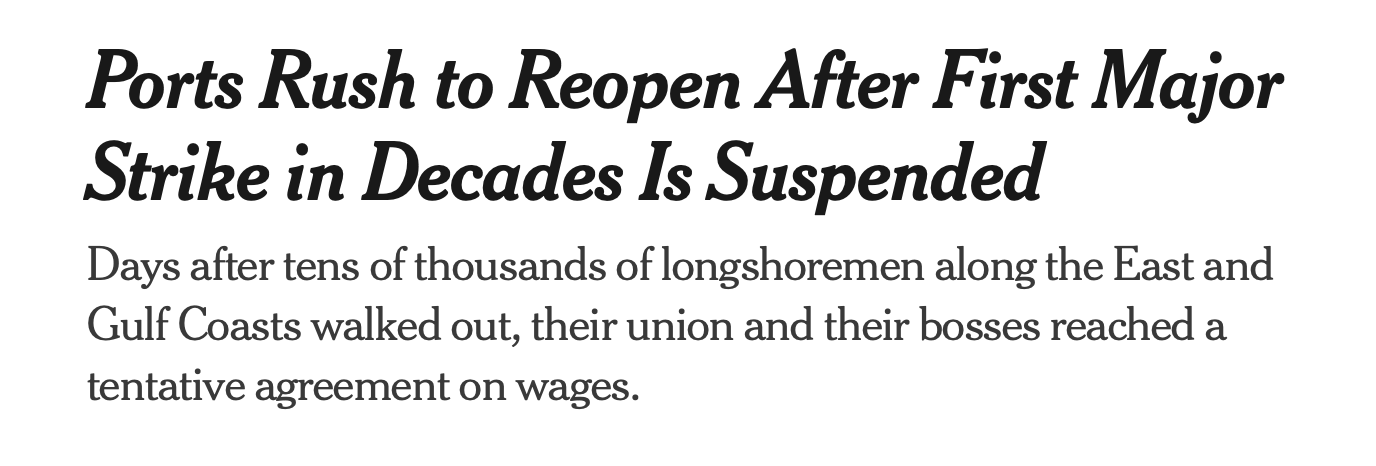 Ports Rush to Reopen After First Major
Strike in Decades Is Suspended
Days after tens of thousands of longshoremen along the East and
Gulf Coasts walked out, their union and their bosses reached a
tentative agreement on wages.